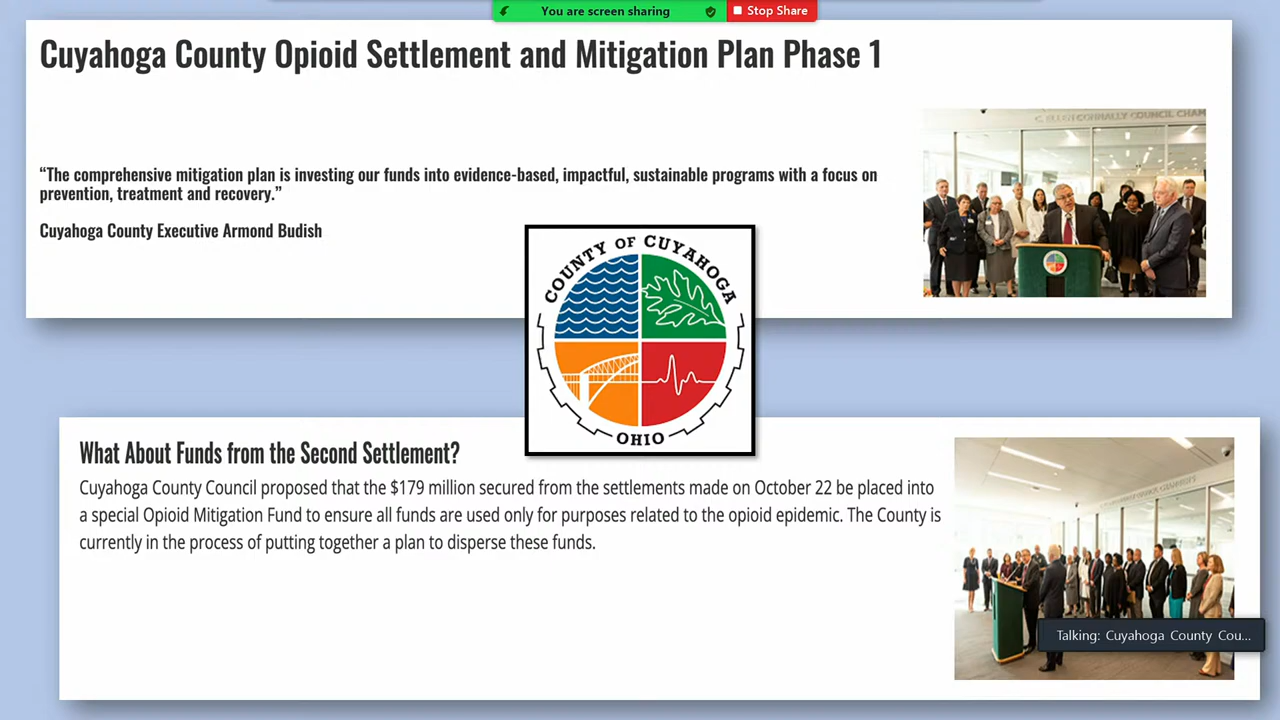 You are screen sharing
Stop Share
Cuyahoga County Opioid Settlement and Mitigation Plan Phase 1
C. ELLEN CONNALLY COUNCIL CHAM
“The comprehensive mitigation plan is investing our funds into evidence-based, impactful, sustainable programs with a focus on
prevention, treatment and recovery.”
Cuyahoga County Executive Armond Budish
COUNTY OF CUYAHOGA
OHIO
What About Funds from the Second Settlement?
Cuyahoga County Council proposed that the $179 million secured from the settlements made on October 22 be placed into
a special Opioid Mitigation Fund to ensure all funds are used only for purposes related to the opioid epidemic. The County is
currently in the process of putting together a plan to disperse these funds.
Talking: Cuyahoga County Cou...